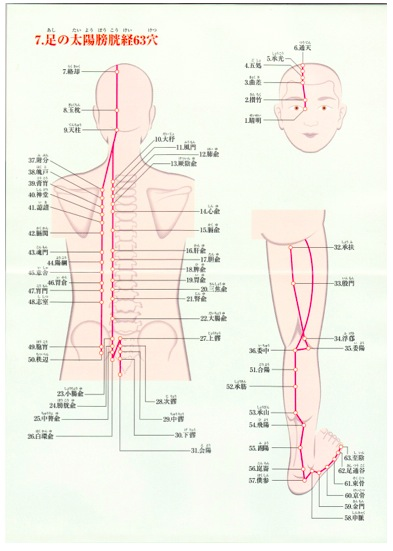 7.足の太陽膀胱経63穴
7.絡却
8.玉枕
9.天柱
10.大杼
11.風門
12.肺兪
13.厥陰兪
37.附分
38.魄戸
39.膏肓
40.神堂
41.譩譆
42.膈関
43.魂門
44.陽綱
45.意舎
46.胃倉
47.肓門
48.志室
49.胞肓
50.秩辺
14.心兪
15.膈兪
16.肝兪
17.胆兪
18.脾兪
19.胃兪
20.三焦兪
21.腎兪
22.大腸兪
27.上髎
23.小腸兪
24.膀胱兪
25.中膂兪
26.白環兪
28.次髎
29.中髎
30.下髎
31.会陽
6.通天
5.承光
4.五処
3.曲差
2.攅竹
1.睛明
32.承扶
33.殷門
34.浮郄
35.委陽
36.委中
51.合陽
52.承筋
53.承山
54.飛陽
55.跗陽
56.崑崙
57.僕参
63.至陰
62.足通谷
61.束骨
60.京骨
59.金門
58.申脈